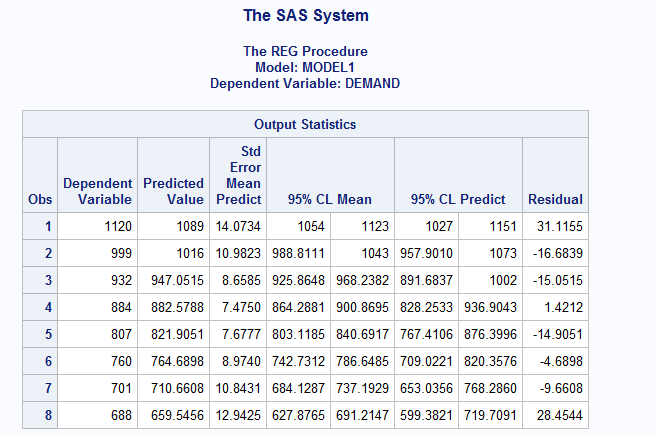 The SAS System
The REG Procedure
Model: MODEL1
Dependent Variable: DEMAND
Output Statistics
Obs Dependent Variable Predicted Value Std Error Mean Predict 95% CL Mean 95% CL Predict Residual
1 1120 1089 14.0734 1054 1123 1027 1151 31.1155
2 999 1016 10.9823 988.8111 1043 957.9010 1073 -16.6839
3 932 947.0515 8.6585 925.8648 968.2382 891.6837 1002 -15.0515
4 884 882.5788 7.4750 864.2881 900.8695 828.2533 936.9043 1.4212
5 807 821.9051 7.6777 803.1185 840.6917 767.4106 876.3996 -14.9051
6 760 764.6898 8.9740 742.7312 786.6485 709.0221 820.3576 -4.6898
7 701 710.6608 10.8431 684.1287 737.1929 653.0356 768.2860 -9.6608
8 688 659.5456 12.9425 627.8765 691.2147 599.3821 719.7091 28.4544